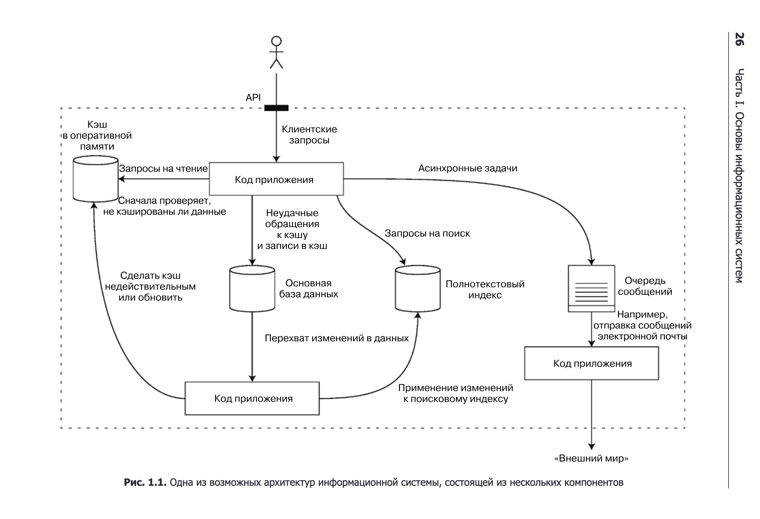 26
Часть I. Основы информационных систем
API
Клиентские
запросы
Кэш
в оперативной
памяти
Запросы на чтение
Код приложения
Асинхронные задачи
Сначала проверяет,
не кэшированы ли данные
Неудачные
обращения
к кэшу
и записи в кэш
Запросы на поиск
Сделать кэш
недействительным
или обновить
Основная
база данных
Полнотекстовый
индекс
Очередь
сообщений
Например,
отправка сообщений
электронной почты
Перехват изменений в данных
Код приложения
Код приложения
Применение изменений
к поисковому индексу
«Внешний мир»
Рис. 1.1. Одна из возможных архитектур информационной системы, состоящей из нескольких компонентов